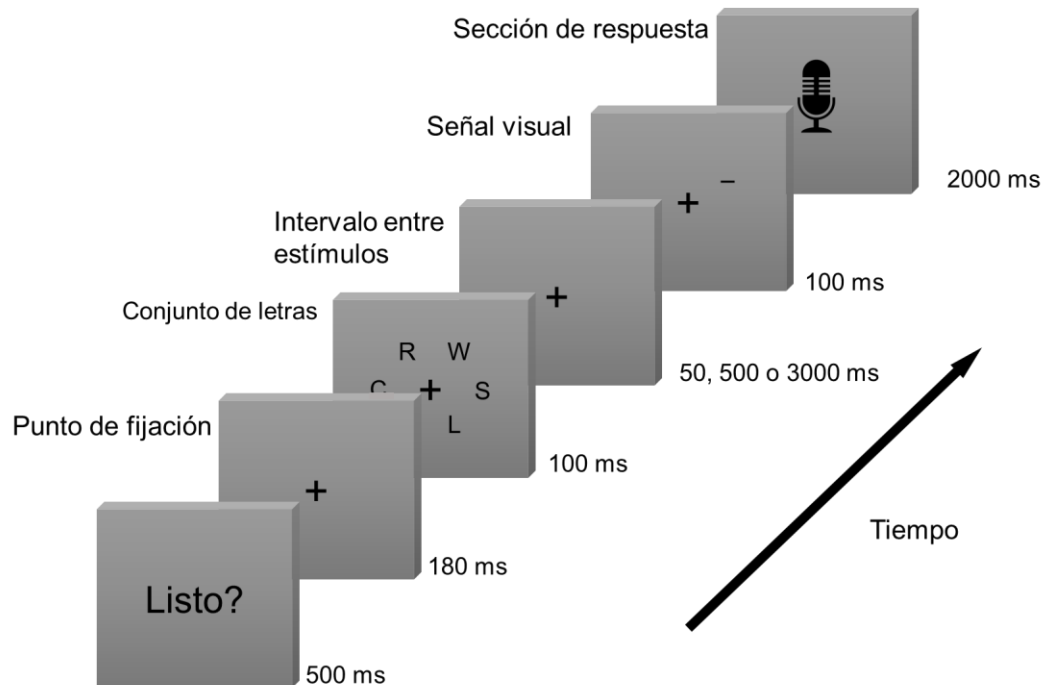 Sección de respuesta
2000 ms
Señal visual
+ –
100 ms
Intervalo entre
estímulos
+
50, 500 o 3000 ms
Conjunto de letras
R W
C + S
L
100 ms
Punto de fijación
+
180 ms
Listo?
500 ms
Tiempo